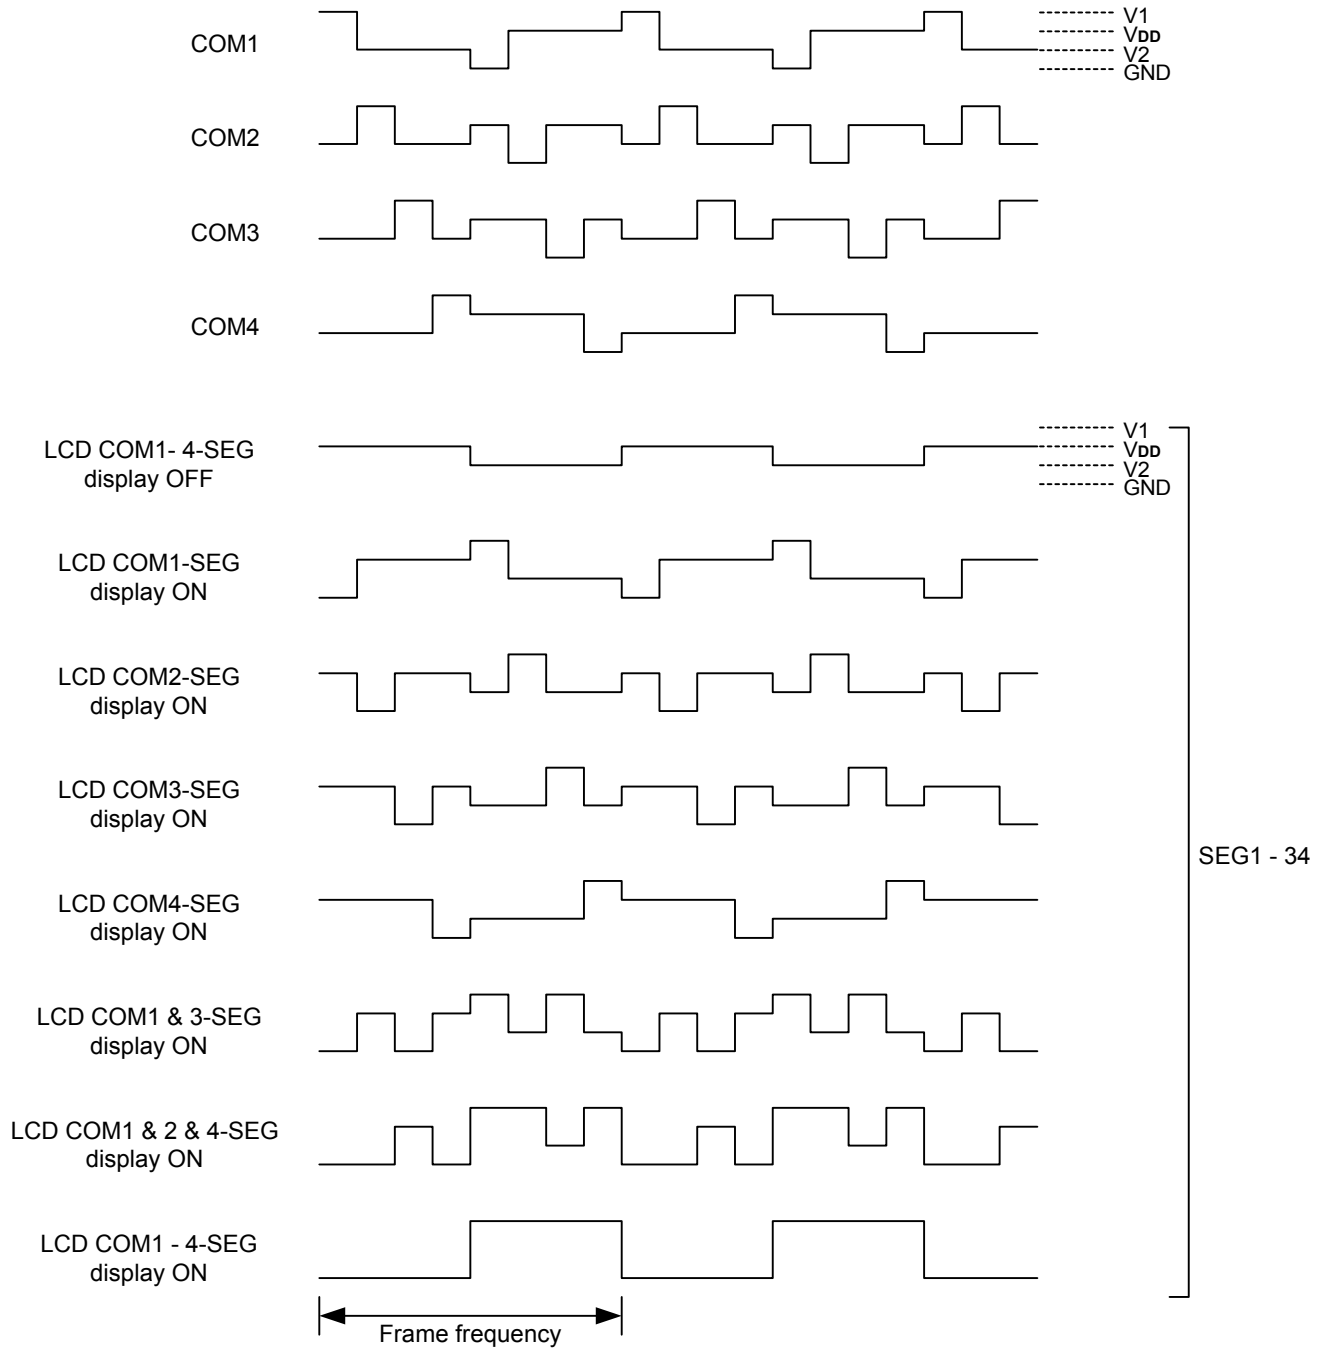 COM1
V1
VDD
V2
GND
COM2
COM3
COM4
LCD COM1- 4-SEG
display OFF
V1
VDD
V2
GND
LCD COM1-SEG
display ON
LCD COM2-SEG
display ON
LCD COM3-SEG
display ON
SEG1 - 34
LCD COM4-SEG
display ON
LCD COM1 & 3-SEG
display ON
LCD COM1 & 2 & 4-SEG
display ON
LCD COM1 - 4-SEG
display ON
Frame frequency